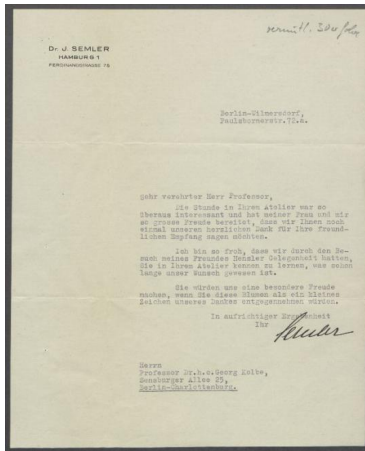 Dr. J. SEMLER
HAMBURG 1
FERDINANDSTRASSE 75
Berlin-Wilmersdorf,
Paulsbornerstr.72.a.
Sehr verehrter Herr Professor,
Die Stunde in Ihrem Atelier war so
überaus interessant und hat meiner Frau und mir
so grosse Freude bereitet, dass wir Ihnen noch
einmal unseren herzlichen Dank für Ihre freund-
lichen Empfang sagen möchten.
Ich bin so froh, dass wir durch den Be-
such meines Freundes Hensler Gelegenheit hatten,
Sie in Ihrem Atelier kennen zu lernen, was schon
lange unser Wunsch gewesen ist.
Sie würden uns eine besondere Freude
machen, wenn Sie diese Blumen als ein kleines
Zeichen unseres Dankes entgegennehmen würden.
In aufrichtiger Ergebenheit
Ihr
Semler
Herrn
Professor Dr.h.c.Georg Kolbe,
Sensburger Allee 25,
Berlin-Charlottenburg.